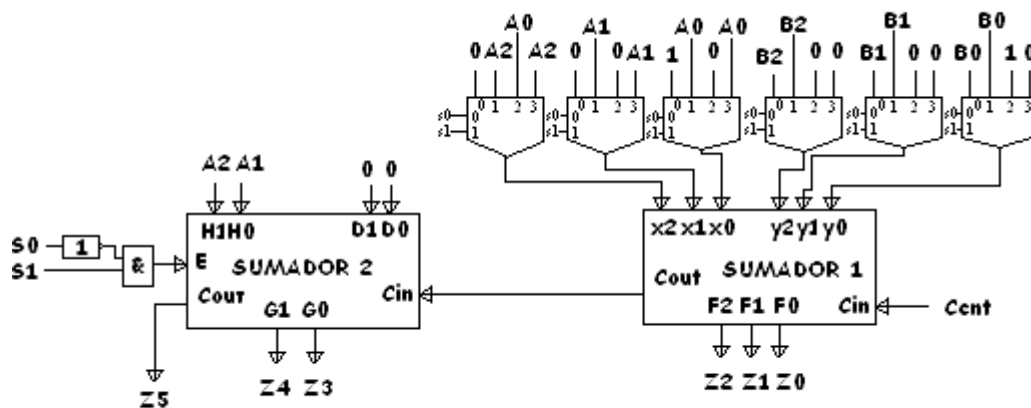 A0 A1 A0 A0 B2 B1 B0
0 A2 A2 0 0 A1 1 0 B2 0 0 B1 0 0 B0 1 0
0 1 2 3 0 1 2 3 0 1 2 3 0 1 2 3 0 1 2 3 0 1 2 3
s0 0 s0 0 s0 0 s0 0 s0 0 s0 0
s1 1 s1 1 s1 1 s1 1 s1 1 s1 1
A2 A1 0 0
H1 H0 D1 D0 x2 x1 x0 y2 y1 y0
S0 1
S1 & E SUMADOR 2 SUMADOR 1
Cout Cin Cout Cin Ccnt
G1 G0 F2 F1 F0
Z5 Z4 Z3 Z2 Z1 Z0